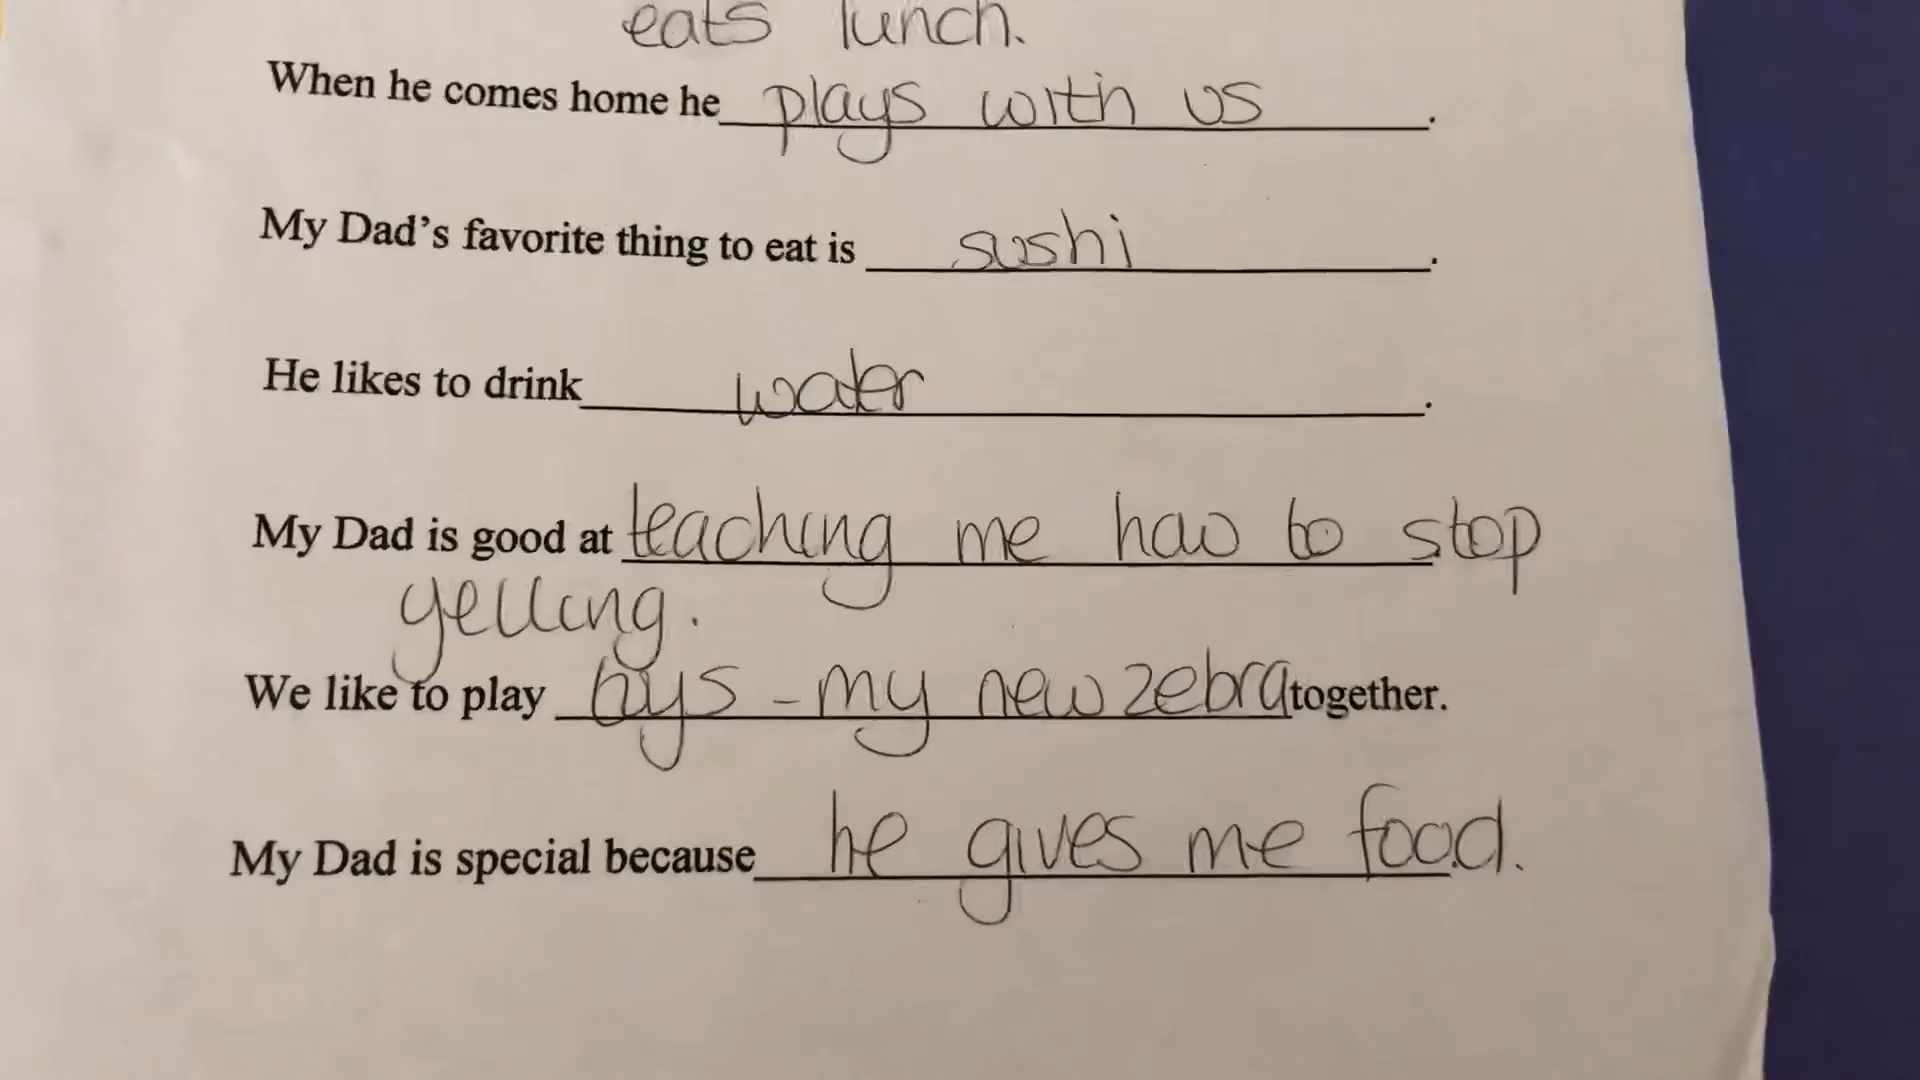 eats lunch.
When he comes home he plays with us.
My Dad's favorite thing to eat is sushi.
He likes to drink water.
My Dad is good at teaching me how to stop
yelling.
We like to play toys - my new zebra together.
My Dad is special because he gives me food.